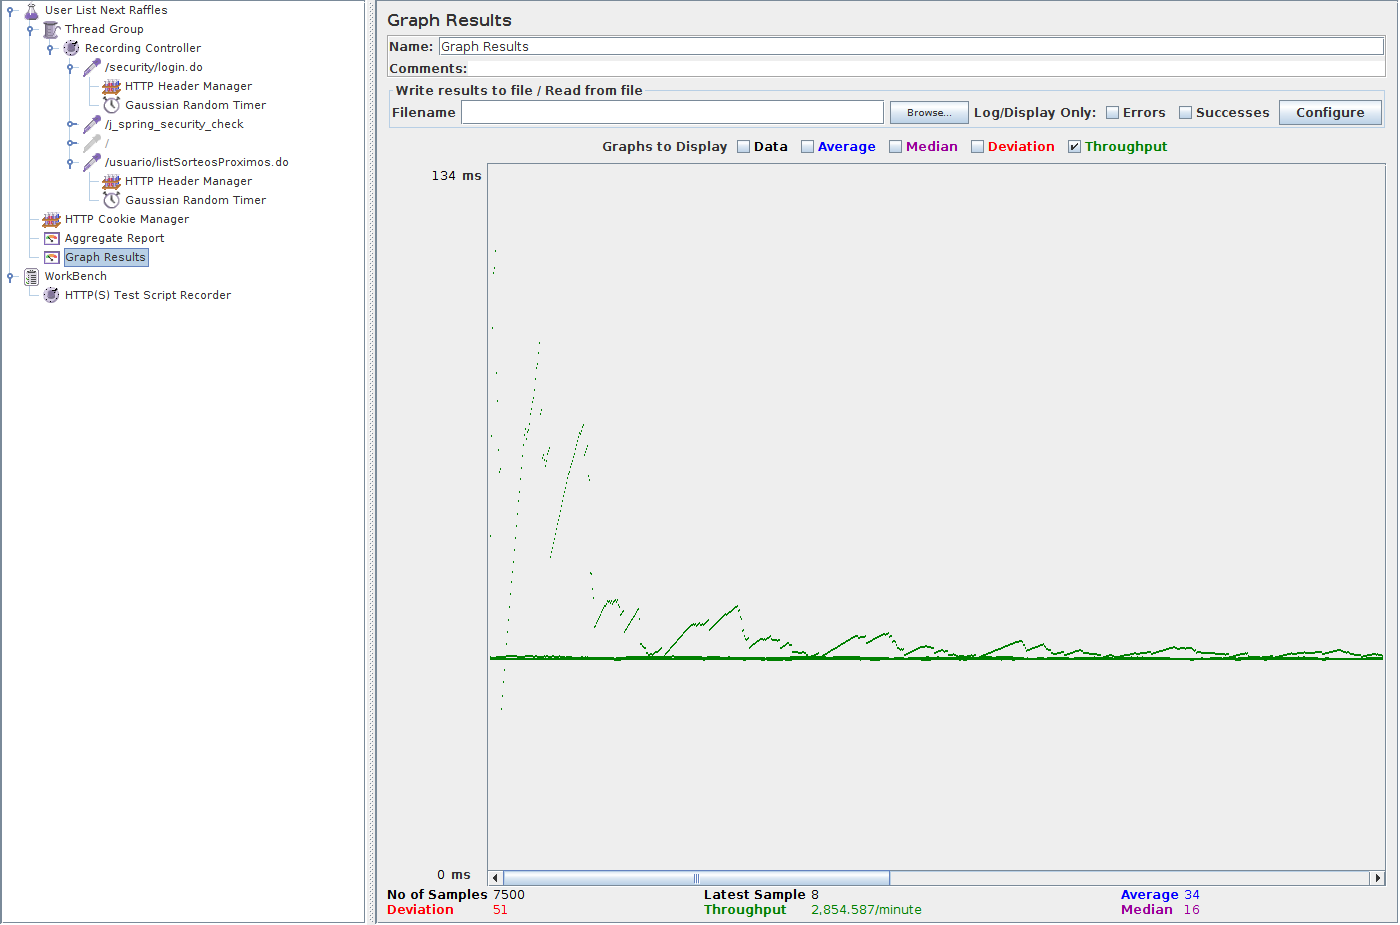 User List Next Raffles
Thread Group
Recording Controller
/security/login.do
HTTP Header Manager
Gaussian Random Timer
/j_spring_security_check
/
/usuario/listSorteosProximos.do
HTTP Header Manager
Gaussian Random Timer
HTTP Cookie Manager
Aggregate Report
Graph Results
WorkBench
HTTP(S) Test Script Recorder
Graph Results
Name: Graph Results
Comments:
Write results to file / Read from file
Filename Browse... Log/Display Only: Errors Successes Configure
Graphs to Display Data Average Median Deviation Throughput
134 ms
0 ms
No of Samples 7500 Latest Sample 8 Average 34
Deviation 51 Throughput 2,854.587/minute Median 16